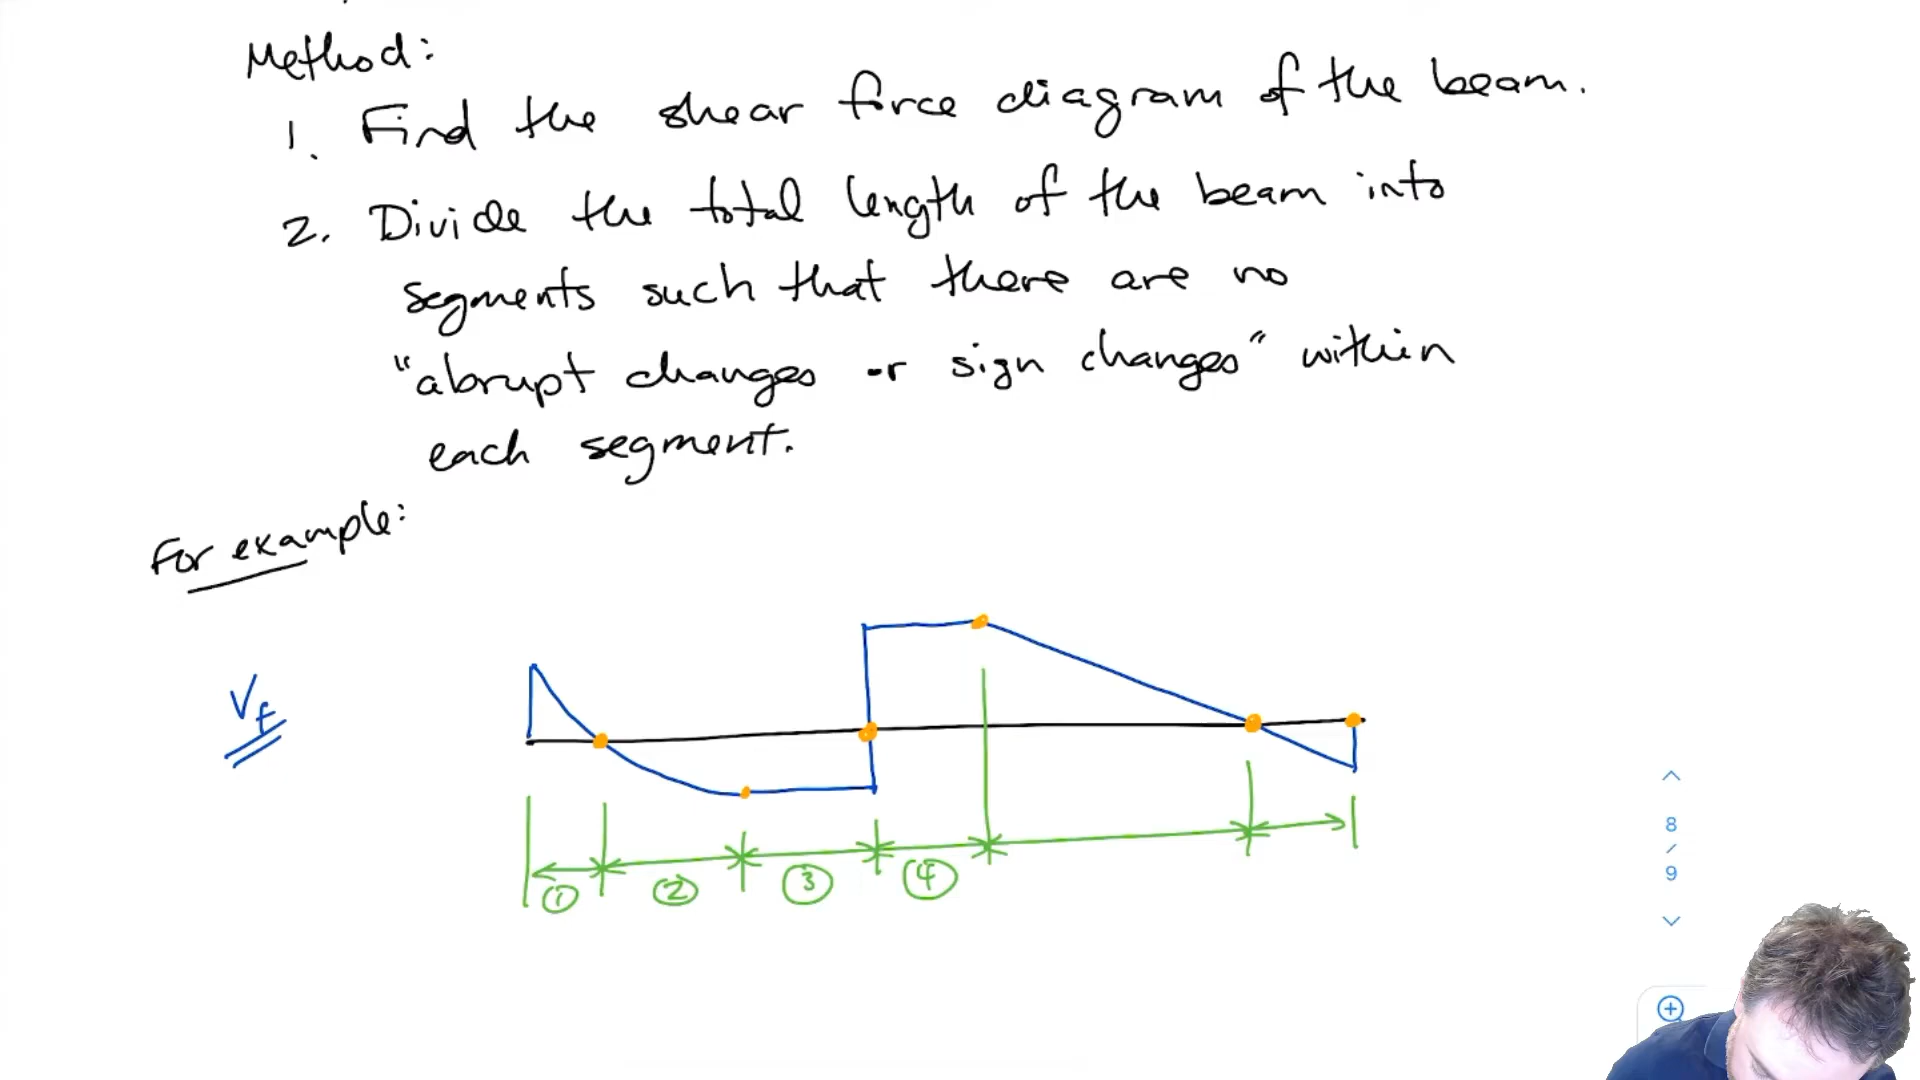 Method:
1. Find the shear force diagram of the beam.
2. Divide the total length of the beam into
segments such that there are no
"abrupt changes or sign changes" within
each segment.
For example:
Vf
① ② ③ ④
8
/
9